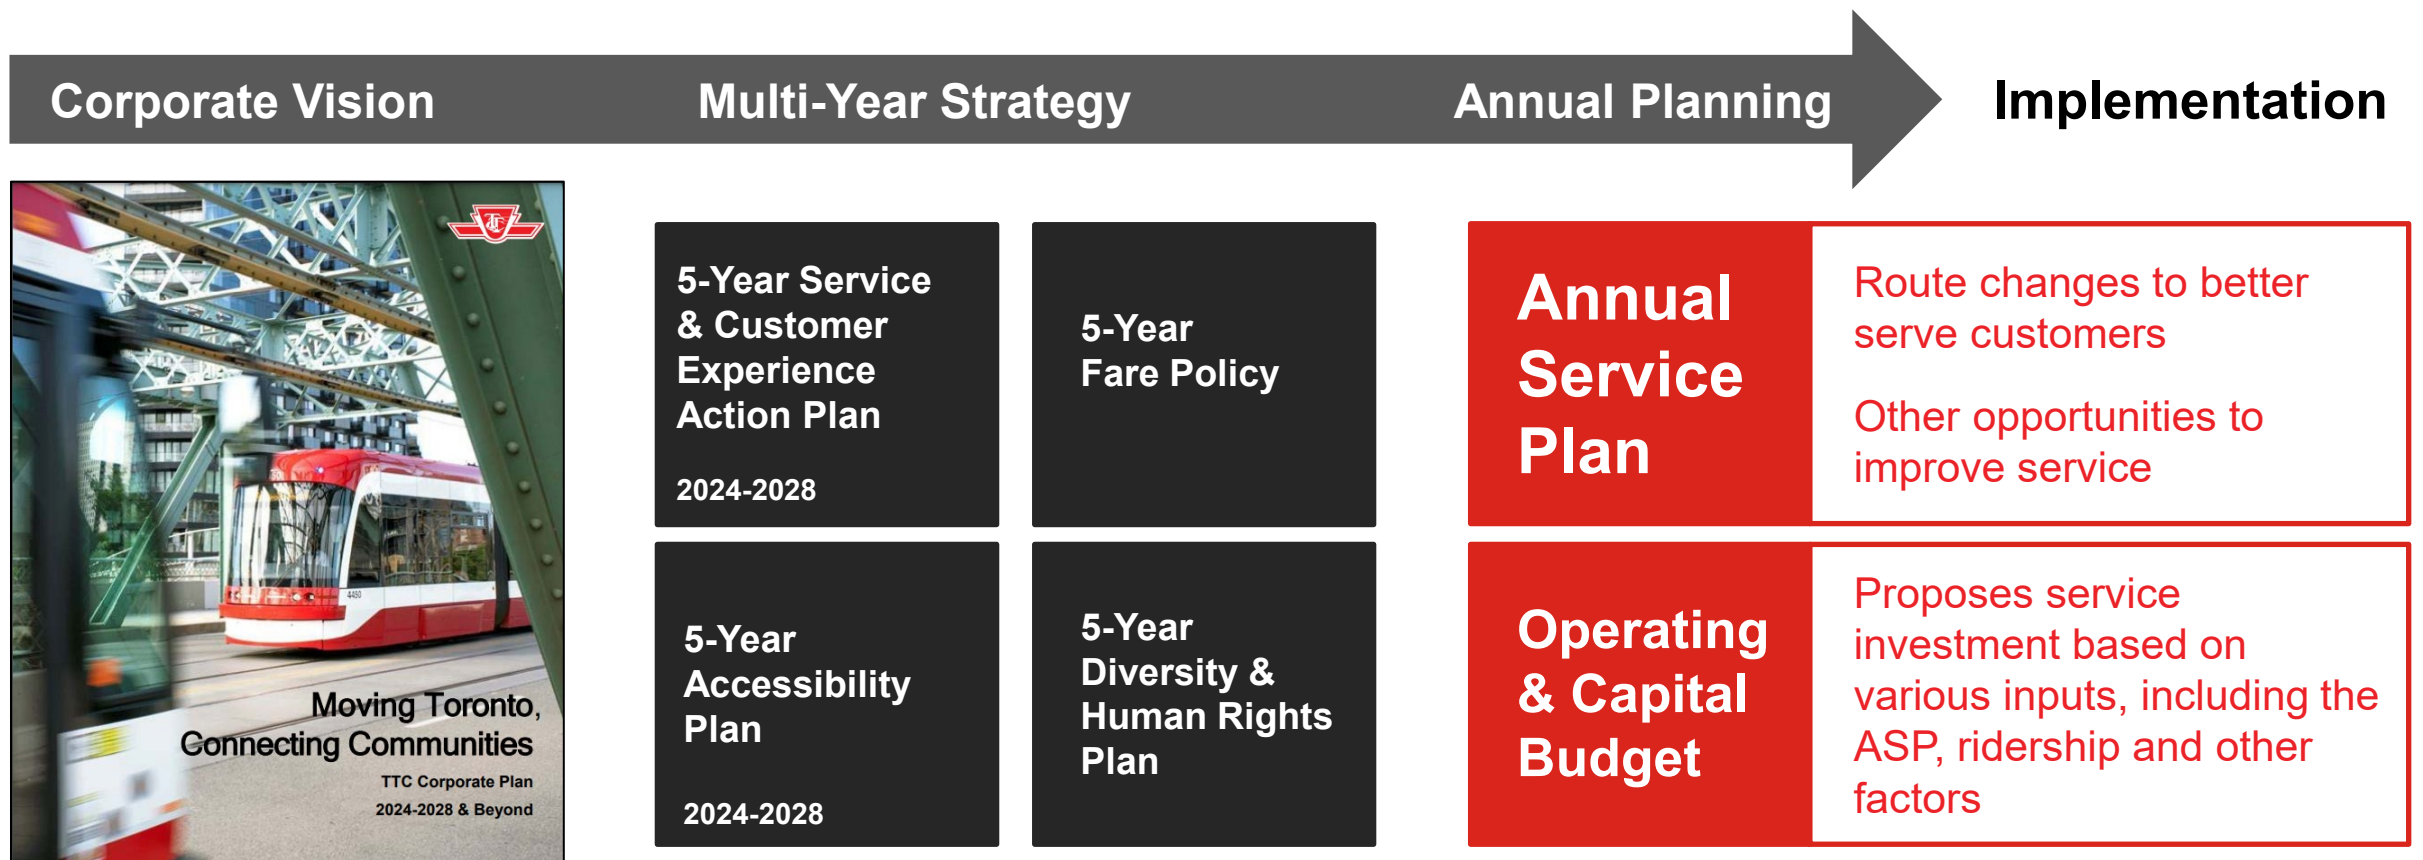 Corporate Vision
Multi-Year Strategy
Annual Planning
Implementation
4490
Moving Toronto,
Connecting Communities
TTC Corporate Plan
2024-2028 & Beyond
5-Year Service
& Customer
Experience
Action Plan
2024-2028
5-Year
Fare Policy
5-Year
Accessibility
Plan
2024-2028
5-Year
Diversity &
Human Rights
Plan
Annual
Service
Plan
Route changes to better
serve customers
Other opportunities to
improve service
Operating
& Capital
Budget
Proposes service
investment based on
various inputs, including the
ASP, ridership and other
factors